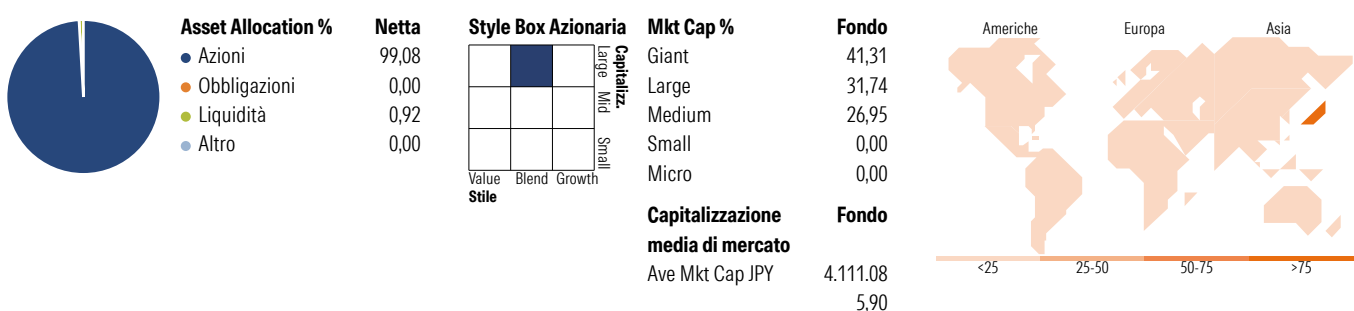 Asset Allocation % Netta
Azioni 99,08
Obbligazioni 0,00
Liquidità 0,92
Altro 0,00
Style Box Azionaria
Large Mid Small
Capitalizz.
Value Blend Growth
Stile
Mkt Cap % Fondo
Giant 41,31
Large 31,74
Medium 26,95
Small 0,00
Micro 0,00
Capitalizzazione Fondo
media di mercato
Ave Mkt Cap JPY 4.111.08
5,90
Americhe Europa Asia
<25 25-50 50-75 >75